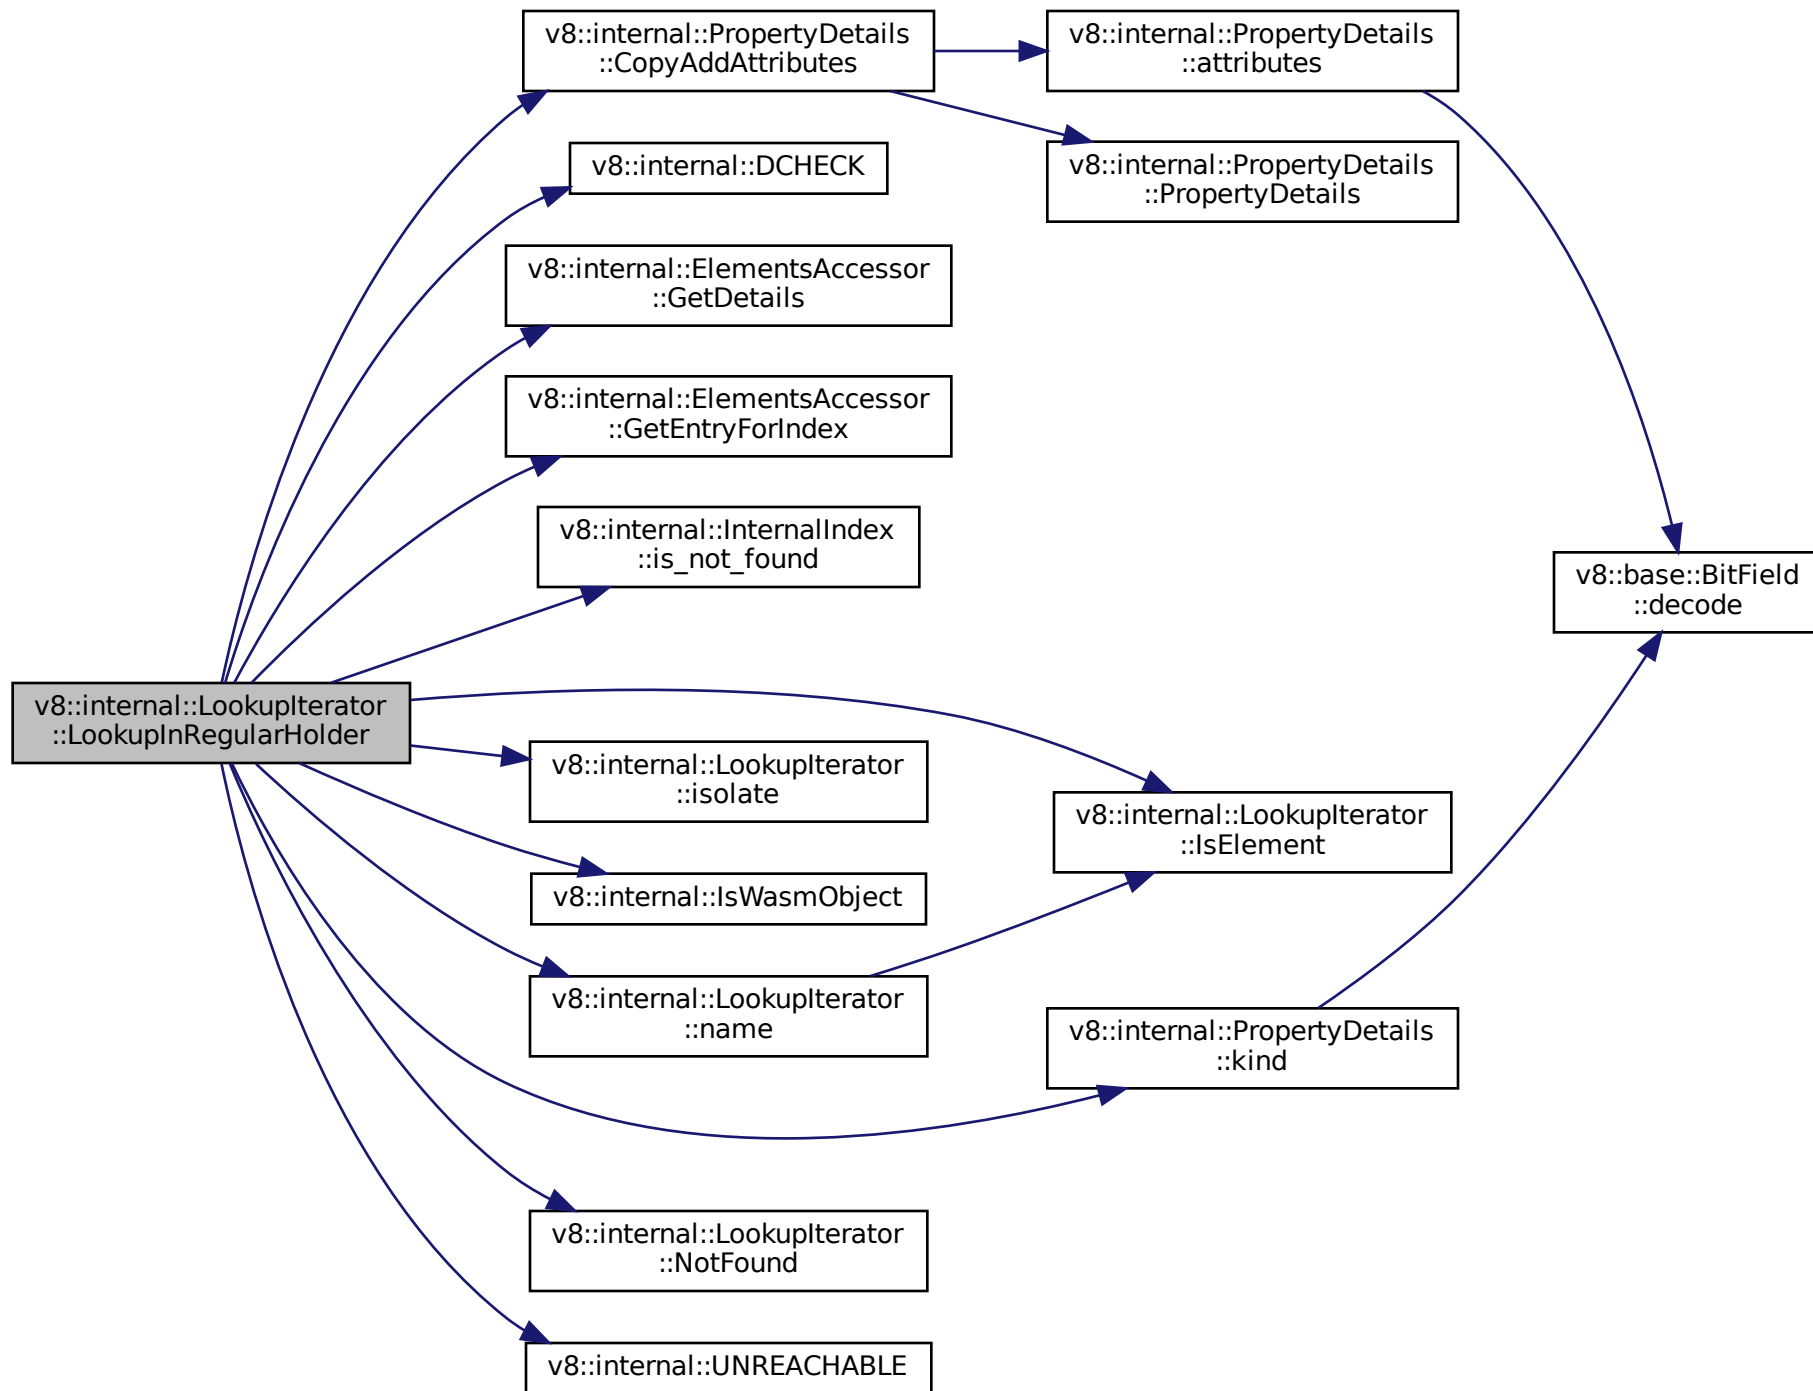 v8::internal::PropertyDetails
::CopyAddAttributes
v8::internal::PropertyDetails
::attributes
v8::internal::DCHECK
v8::internal::PropertyDetails
::PropertyDetails
v8::internal::ElementsAccessor
::GetDetails
v8::internal::ElementsAccessor
::GetEntryForIndex
v8::internal::InternalIndex
::is_not_found
v8::base::BitField
::decode
v8::internal::LookupIterator
::LookupInRegularHolder
v8::internal::LookupIterator
::isolate
v8::internal::LookupIterator
::IsElement
v8::internal::IsWasmObject
v8::internal::LookupIterator
::name
v8::internal::PropertyDetails
::kind
v8::internal::LookupIterator
::NotFound
v8::internal::UNREACHABLE